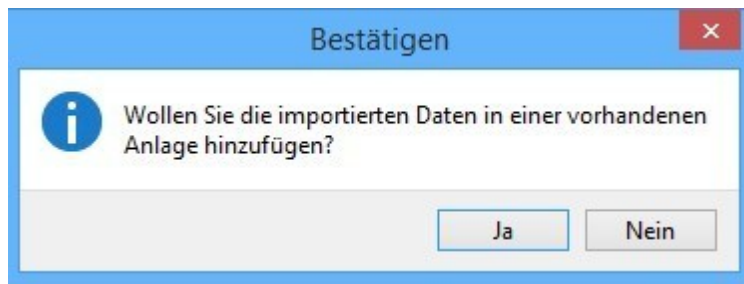 Bestätigen
Wollen Sie die importierten Daten in einer vorhandenen
Anlage hinzufügen?
Ja
Nein